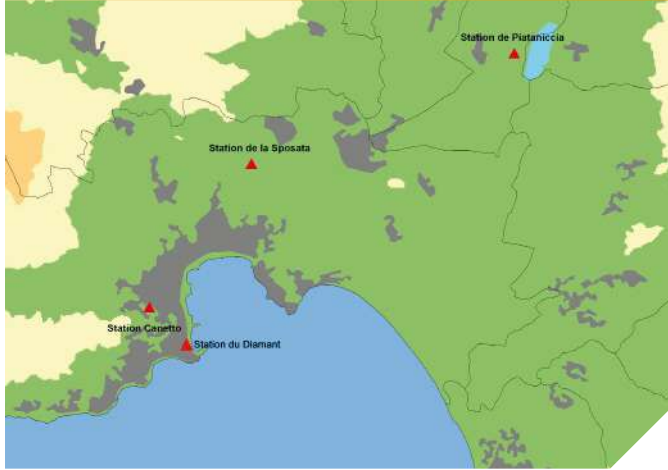 Station de Piataniccia
Station de la Sposata
Station Canetto
Station du Diamant